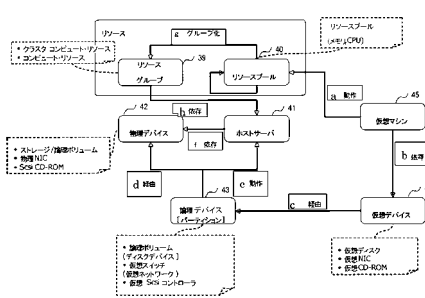 リソース
g グループ化
リソースプール
(メモリ,CPU)
• クラスタ コンピュート・リソース
• コンピュート・リソース
39
リソース
グループ
40
リソースプール
42
物理デバイス
h 依存
f 依存
41
ホストサーバ
a 動作
45
仮想マシン
• ストレージ/論理ボリューム
• 物理 NIC
• Scsi CD-ROM
b 依存
d 経由
e 動作
43
論理デバイス
[パーティション]
c 経由
仮想デバイス
• 論理ボリューム
(ディスクデバイス)
• 仮想スイッチ
(仮想ネットワーク)
• 仮想 Scsi コントローラ
• 仮想ディスク
• 仮想NIC
• 仮想CD-ROM